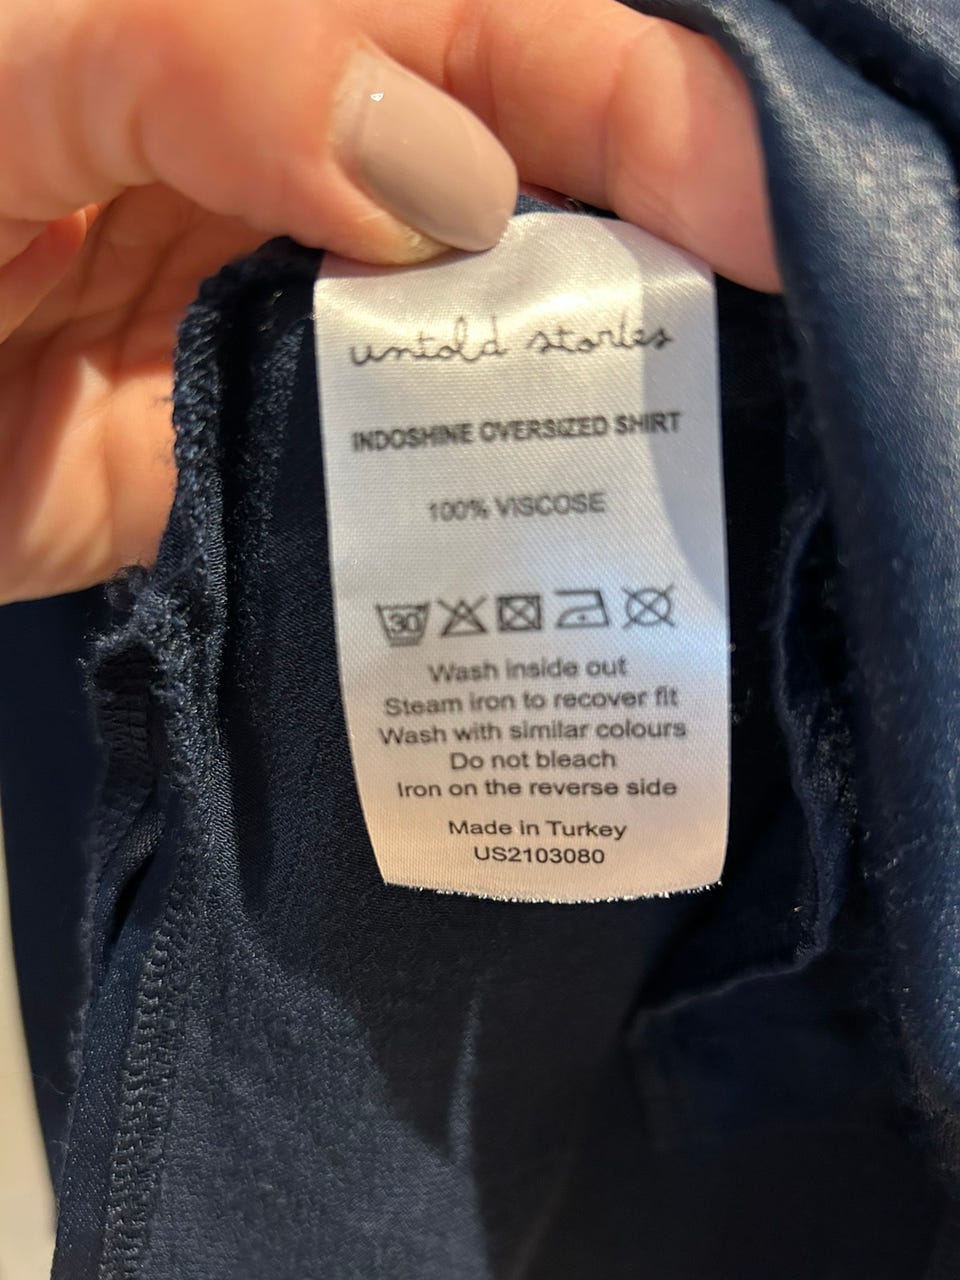 untold stories
INDOSHINE OVERSIZED SHIRT
100% VISCOSE
30
Wash inside out
Steam iron to recover fit
Wash with similar colours
Do not bleach
Iron on the reverse side
Made in Turkey
US2103080